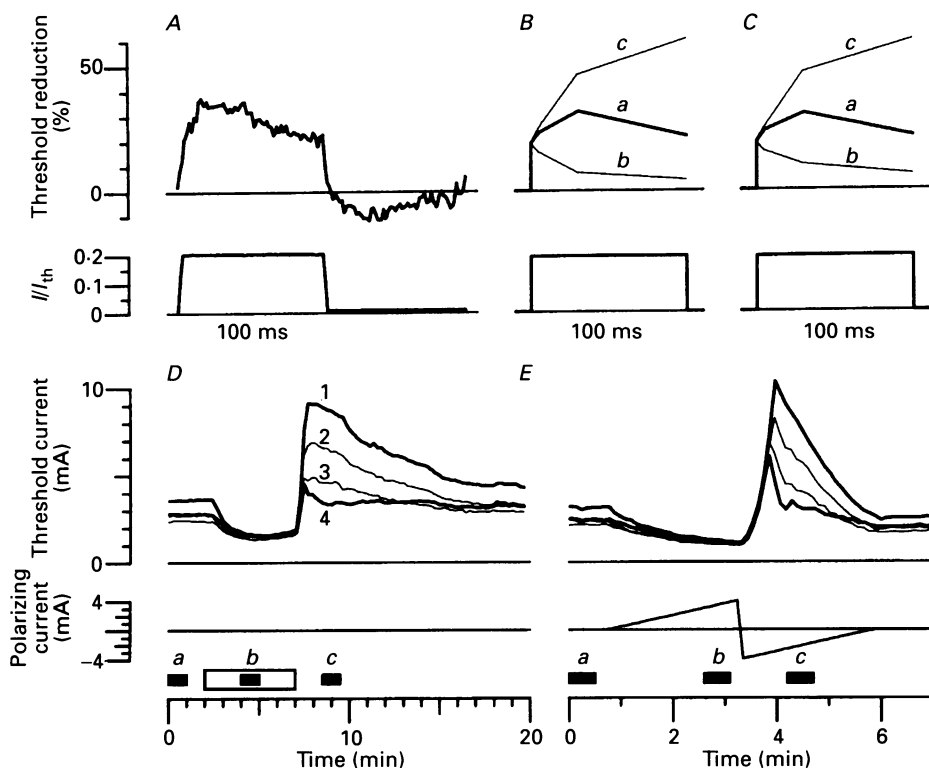 A
B
C
Threshold reduction
(%)
50
0
c
a
b
c
a
b
I/Ith
0·2
0·1
0
100 ms
100 ms
100 ms
D
E
Threshold current
(mA)
10
5
0
1
2
3
4
Polarizing
current
(mA)
4
−4
a
b
c
a
b
c
0
10
20
0
2
4
6
Time (min)
Time (min)